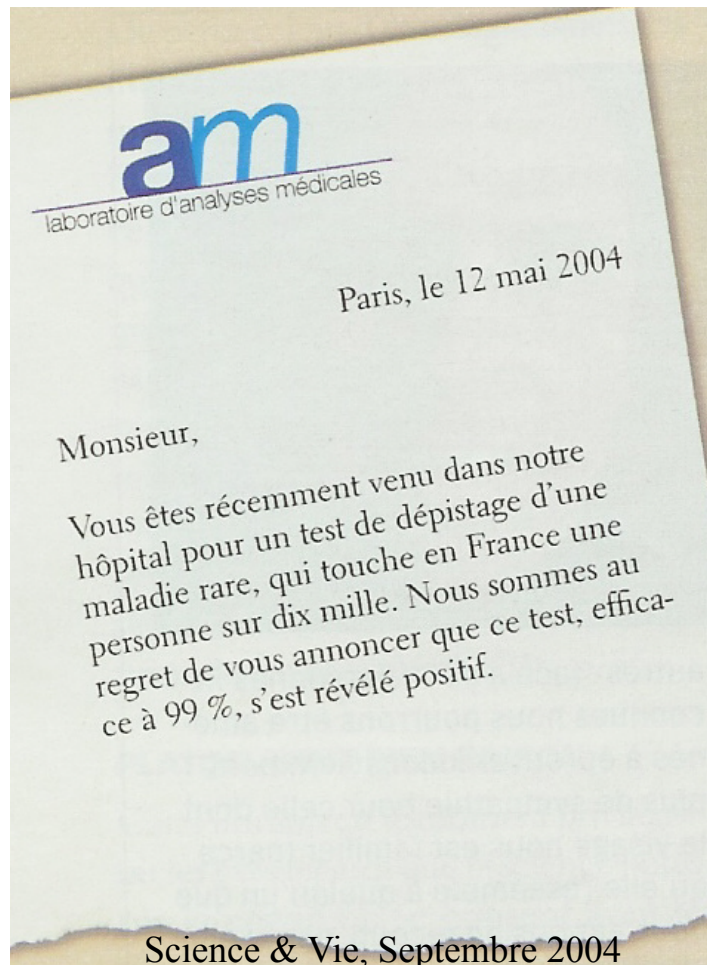 am
laboratoire d'analyses médicales
Paris, le 12 mai 2004
Monsieur,
Vous êtes récemment venu dans notre
hôpital pour un test de dépistage d'une
maladie rare, qui touche en France une
personne sur dix mille. Nous sommes au
regret de vous annoncer que ce test, effica-
ce à 99 %, s'est révélé positif.
Science & Vie, Septembre 2004